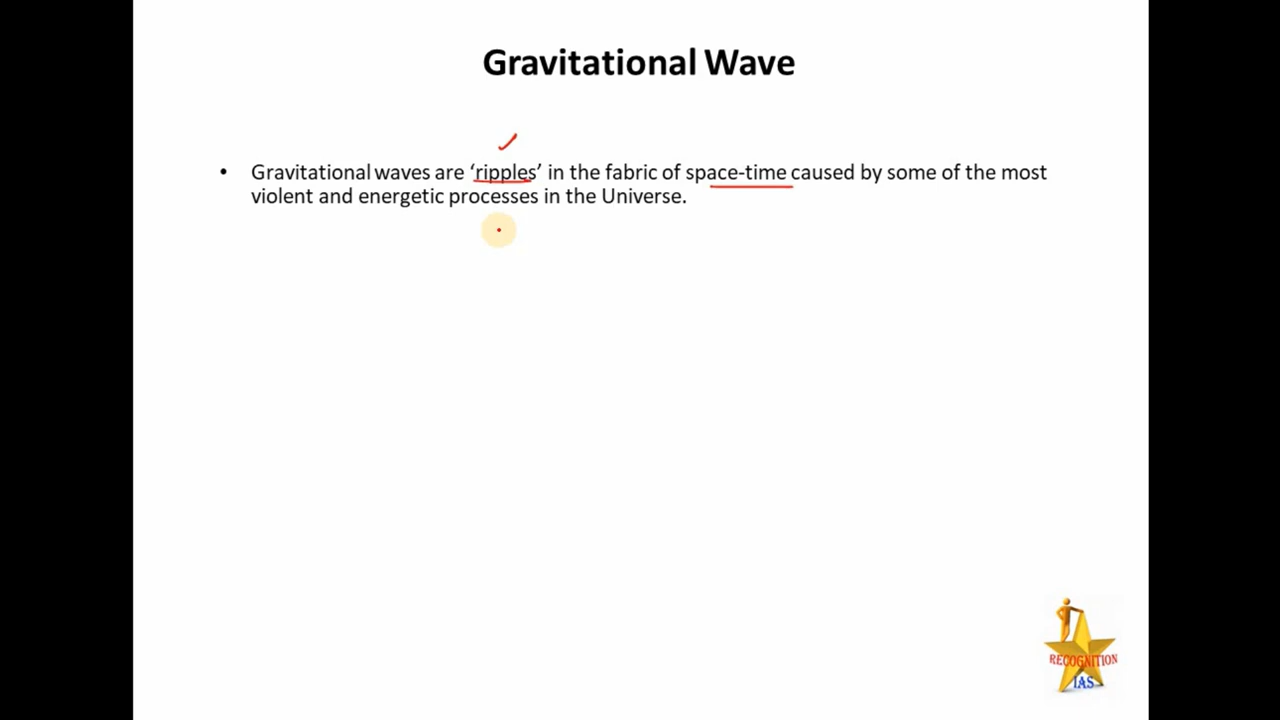 Gravitational Wave
• Gravitational waves are ‘ripples’ in the fabric of space-time caused by some of the most
violent and energetic processes in the Universe.
RECOGNITION
IAS